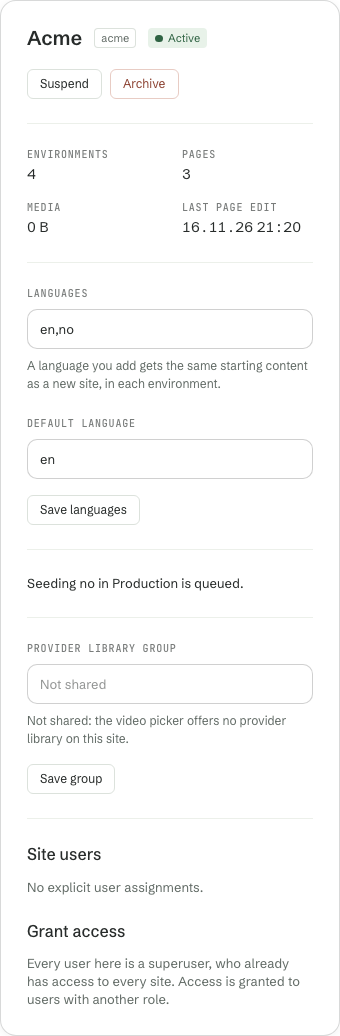 Acme acme Active
Suspend Archive
ENVIRONMENTS PAGES
4 3
MEDIA LAST PAGE EDIT
0 B 16.11.26 21:20
LANGUAGES
en,no
A language you add gets the same starting content
as a new site, in each environment.
DEFAULT LANGUAGE
en
Save languages
Seeding no in Production is queued.
PROVIDER LIBRARY GROUP
Not shared
Not shared: the video picker offers no provider
library on this site.
Save group
Site users
No explicit user assignments.
Grant access
Every user here is a superuser, who already
has access to every site. Access is granted to
users with another role.